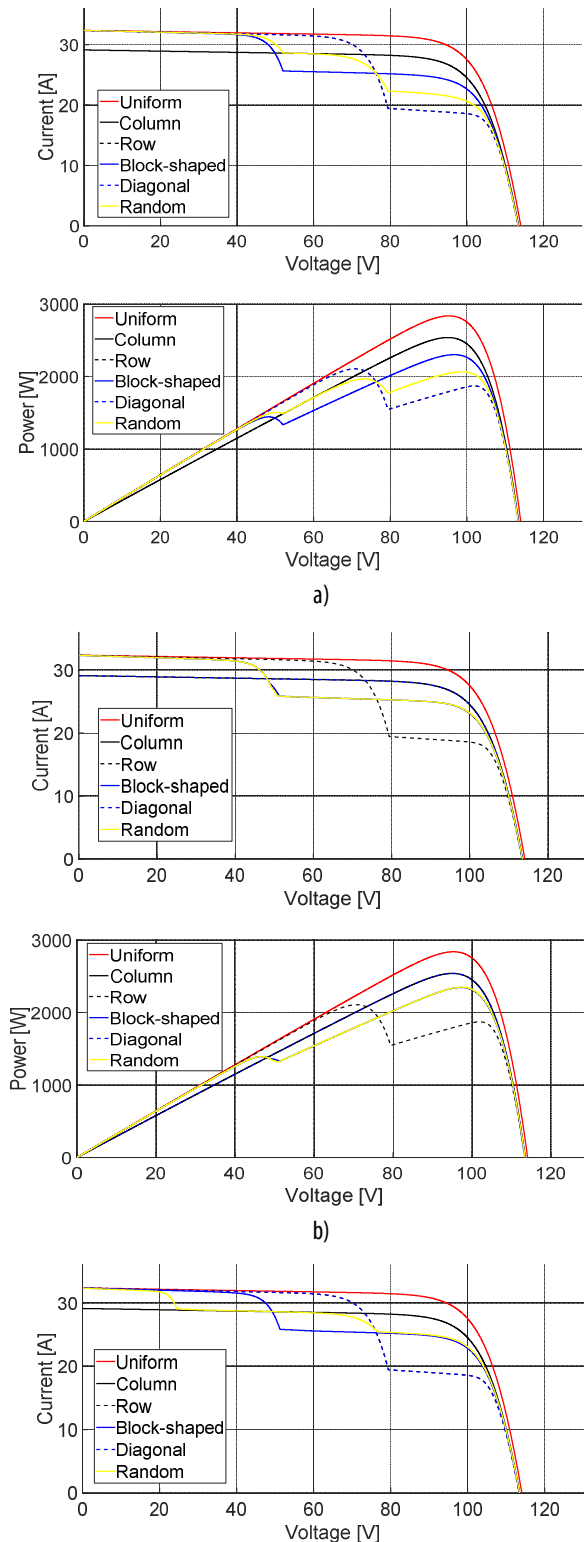 30
20
10
0
Current [A]
Uniform
Column
Row
Block-shaped
Diagonal
Random
0 20 40 60 80 100 120
Voltage [V]
3000
2000
1000
0
Power [W]
Uniform
Column
Row
Block-shaped
Diagonal
Random
0 20 40 60 80 100 120
Voltage [V]
a)
30
20
10
0
Current [A]
Uniform
Column
Row
Block-shaped
Diagonal
Random
0 20 40 60 80 100 120
Voltage [V]
3000
2000
1000
0
Power [W]
Uniform
Column
Row
Block-shaped
Diagonal
Random
0 20 40 60 80 100 120
Voltage [V]
b)
30
20
10
0
Current [A]
Uniform
Column
Row
Block-shaped
Diagonal
Random
0 20 40 60 80 100 120
Voltage [V]